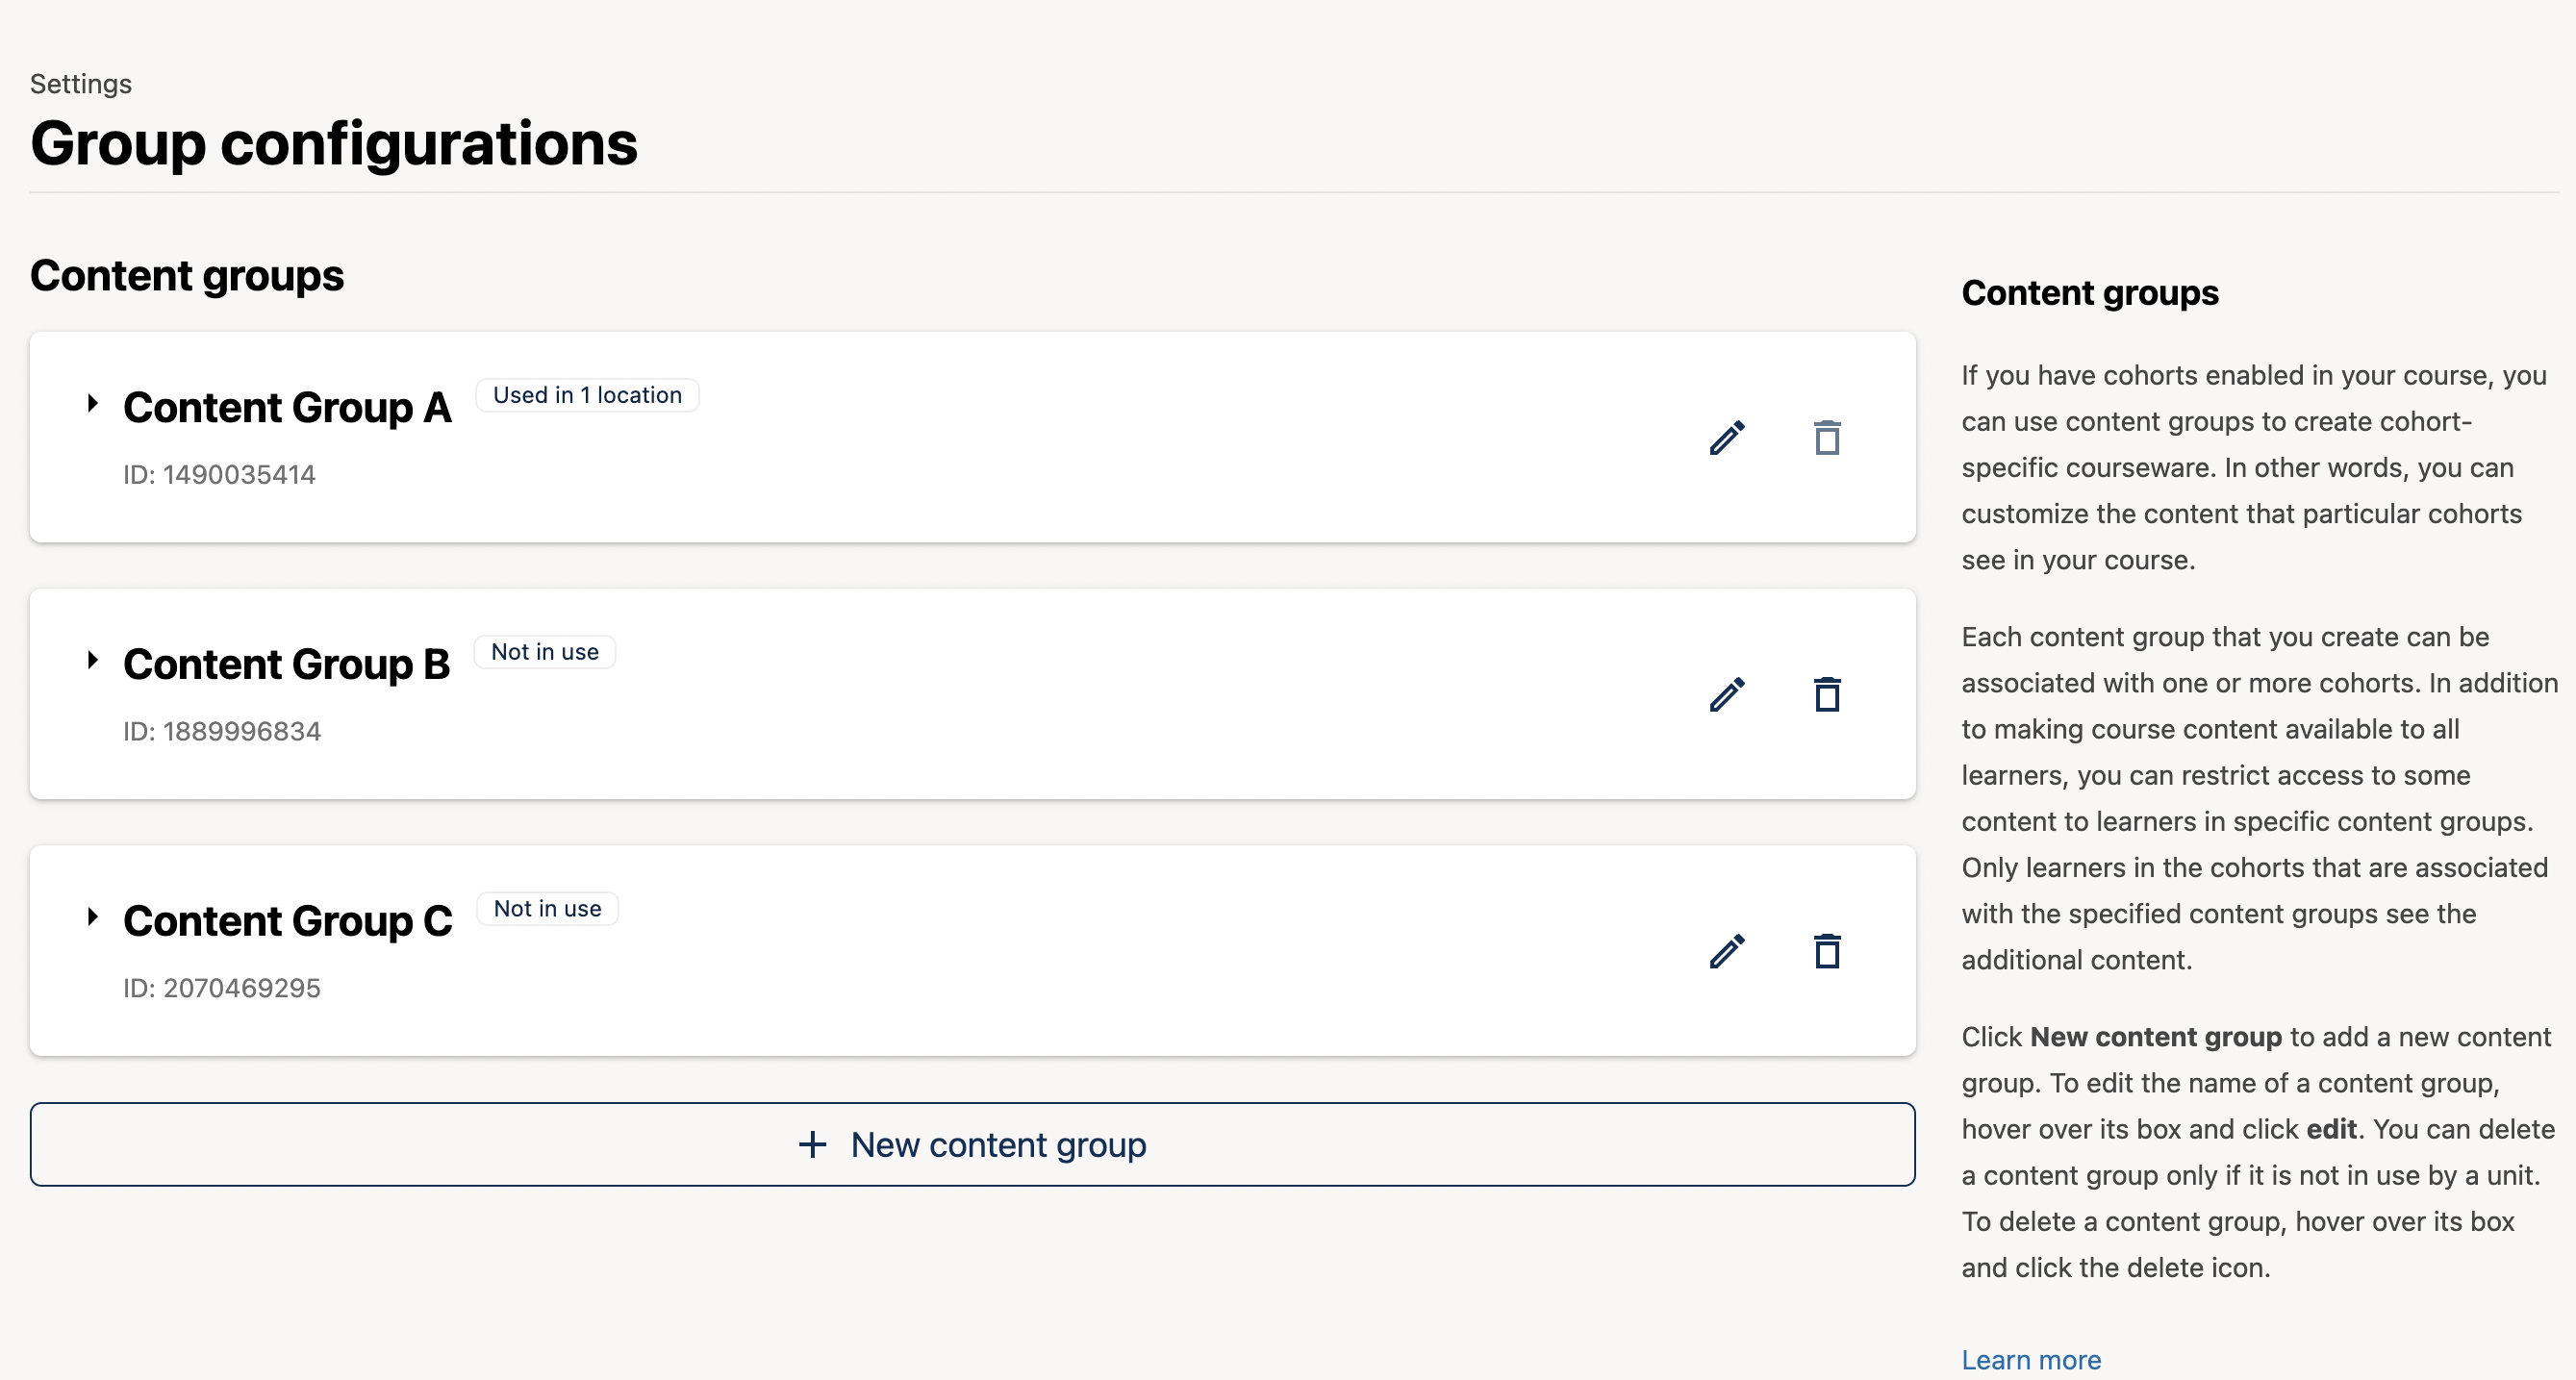 Settings
Group configurations
Content groups
Content Group A
Used in 1 location
ID: 1490035414
Content Group B
Not in use
ID: 1889996834
Content Group C
Not in use
ID: 2070469295
New content group
Content groups
If you have cohorts enabled in your course, you
can use content groups to create cohort-
specific courseware. In other words, you can
customize the content that particular cohorts
see in your course.
Each content group that you create can be
associated with one or more cohorts. In addition
to making course content available to all
learners, you can restrict access to some
content to learners in specific content groups.
Only learners in the cohorts that are associated
with the specified content groups see the
additional content.
Click New content group to add a new content
group. To edit the name of a content group,
hover over its box and click edit. You can delete
a content group only if it is not in use by a unit.
To delete a content group, hover over its box
and click the delete icon.
Learn more